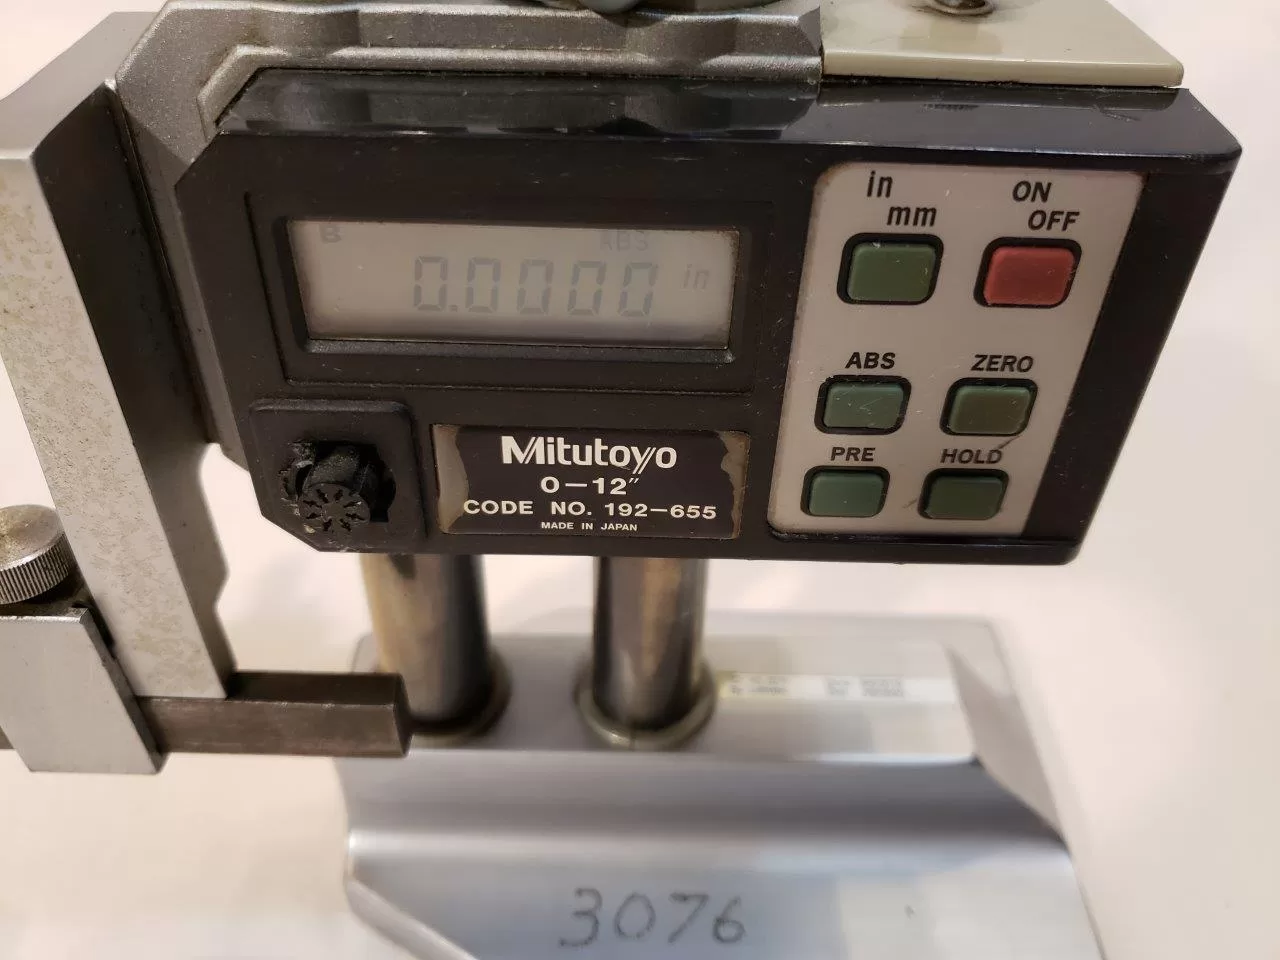 in
mm
ON
OFF
B
ABS
0.0000 in
ABS
ZERO
PRE
HOLD
Mitutoyo
0-12"
CODE NO. 192-655
MADE IN JAPAN
3076